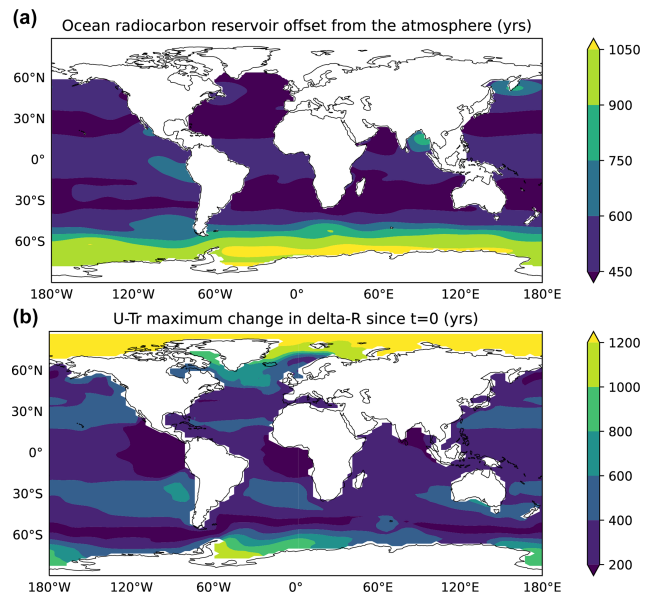 (a)
Ocean radiocarbon reservoir offset from the atmosphere (yrs)
60°N
30°N
0°
30°S
60°S
180°W 120°W 60°W 0° 60°E 120°E 180°E
1050
900
750
600
450
(b)
U-Tr maximum change in delta-R since t=0 (yrs)
60°N
30°N
0°
30°S
60°S
180°W 120°W 60°W 0° 60°E 120°E 180°E
1200
1000
800
600
400
200